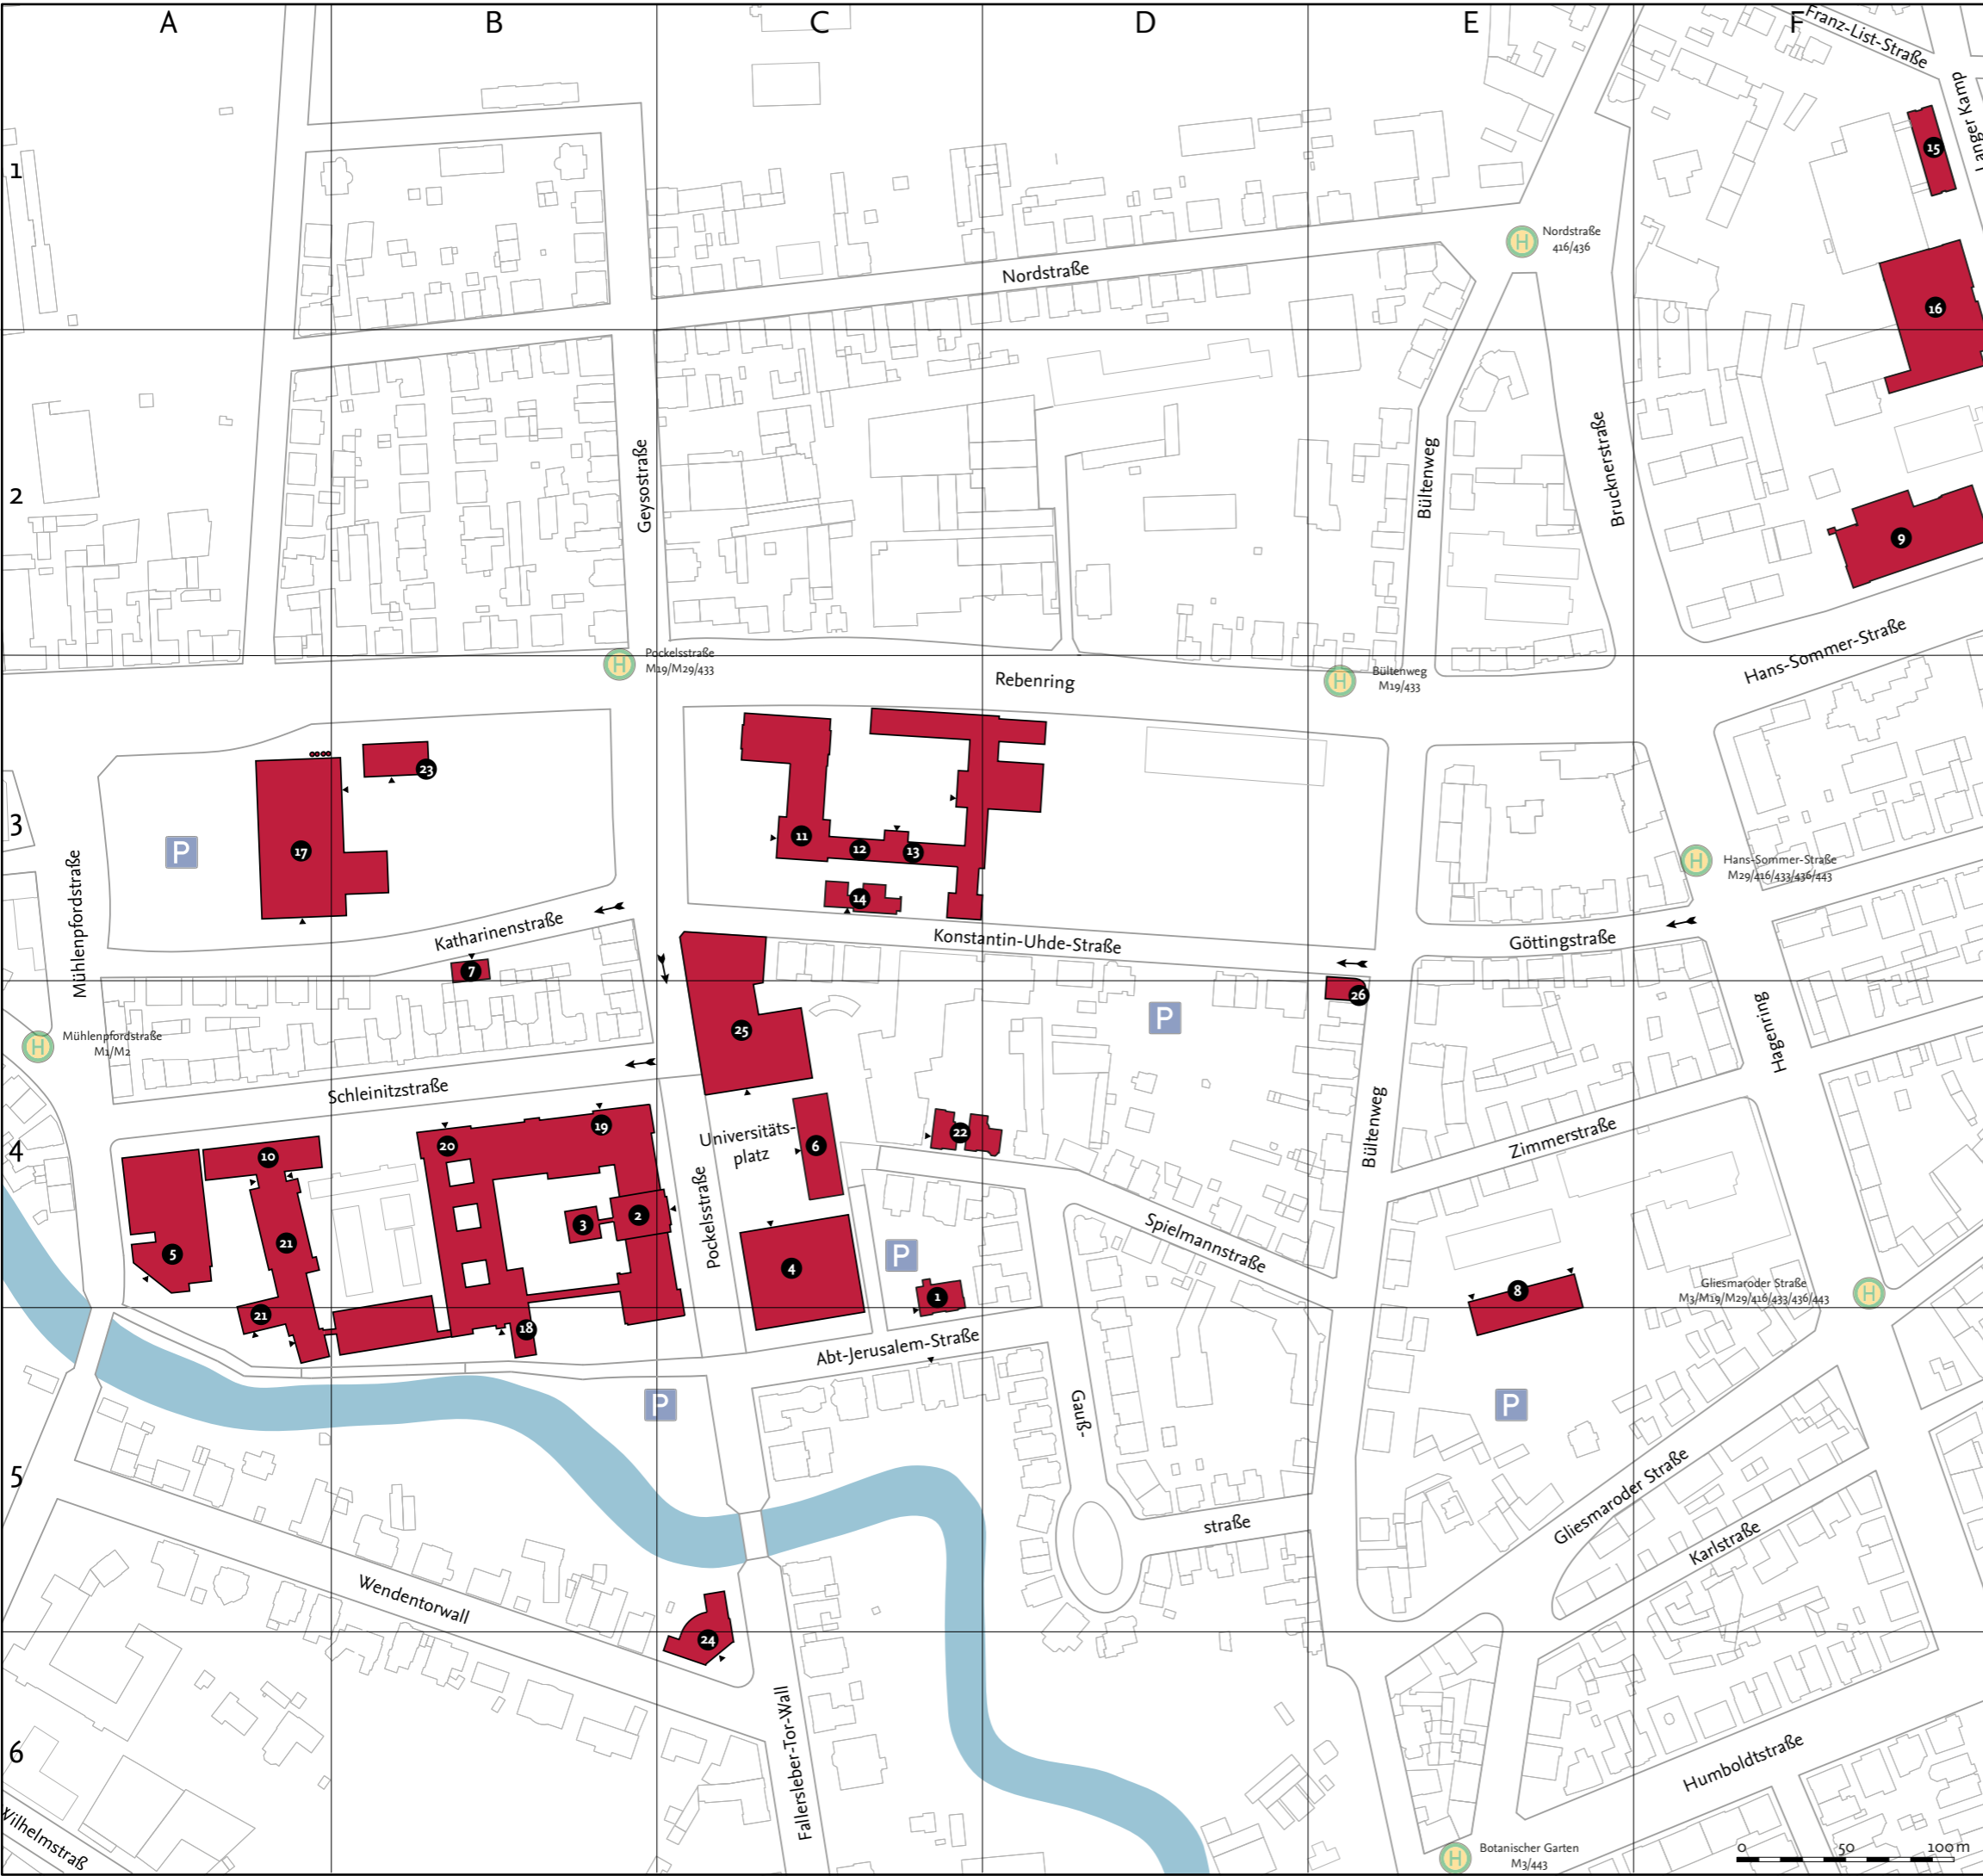 A
B
C
D
E
F
Franz-List-Straße
Langer Kamp
15
1
Nordstraße
416/436
H
Nordstraße
16
Geysostraße
Bültenweg
Brucknerstraße
2
9
Hans-Sommer-Straße
H
Pockelsstraße
M19/M29/433
Rebenring
H
Bültenweg
M19/433
23
3
P
17
11
12
13
14
H
Hans-Sommer-Straße
M29/416/433/436/443
Mühlenpfordstraße
Katharinenstraße
Konstantin-Uhde-Straße
Göttingstraße
7
26
25
P
Hagenring
H
Mühlenpfordstraße
M1/M2
Schleinitzstraße
Bültenweg
4
10
20
19
Universitäts-
platz
6
22
Zimmerstraße
5
21
3
2
Pockelsstraße
4
P
Spielmannstraße
21
18
1
8
Gliesmaroder Straße
M3/M19/M29/416/433/436/443
H
Abt-Jerusalem-Straße
P
Gauß-
P
5
straße
Gliesmaroder Straße
Karlstraße
Wendentorwall
24
6
Fallersleber-Tor-Wall
Humboldtstraße
Wilhelmstraß
H
Botanischer Garten
M3/443
0 50 100 m